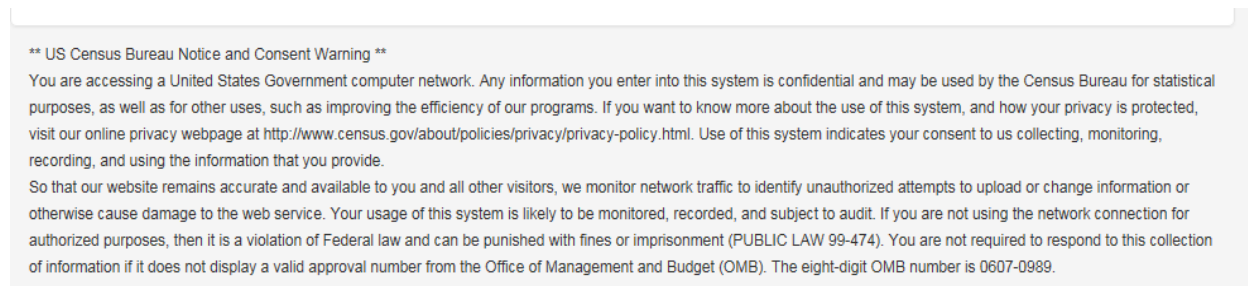 ** US Census Bureau Notice and Consent Warning **
You are accessing a United States Government computer network. Any information you enter into this system is confidential and may be used by the Census Bureau for statistical
purposes, as well as for other uses, such as improving the efficiency of our programs. If you want to know more about the use of this system, and how your privacy is protected,
visit our online privacy webpage at http://www.census.gov/about/policies/privacy/privacy-policy.html. Use of this system indicates your consent to us collecting, monitoring,
recording, and using the information that you provide.
So that our website remains accurate and available to you and all other visitors, we monitor network traffic to identify unauthorized attempts to upload or change information or
otherwise cause damage to the web service. Your usage of this system is likely to be monitored, recorded, and subject to audit. If you are not using the network connection for
authorized purposes, then it is a violation of Federal law and can be punished with fines or imprisonment (PUBLIC LAW 99-474). You are not required to respond to this collection
of information if it does not display a valid approval number from the Office of Management and Budget (OMB). The eight-digit OMB number is 0607-0989.